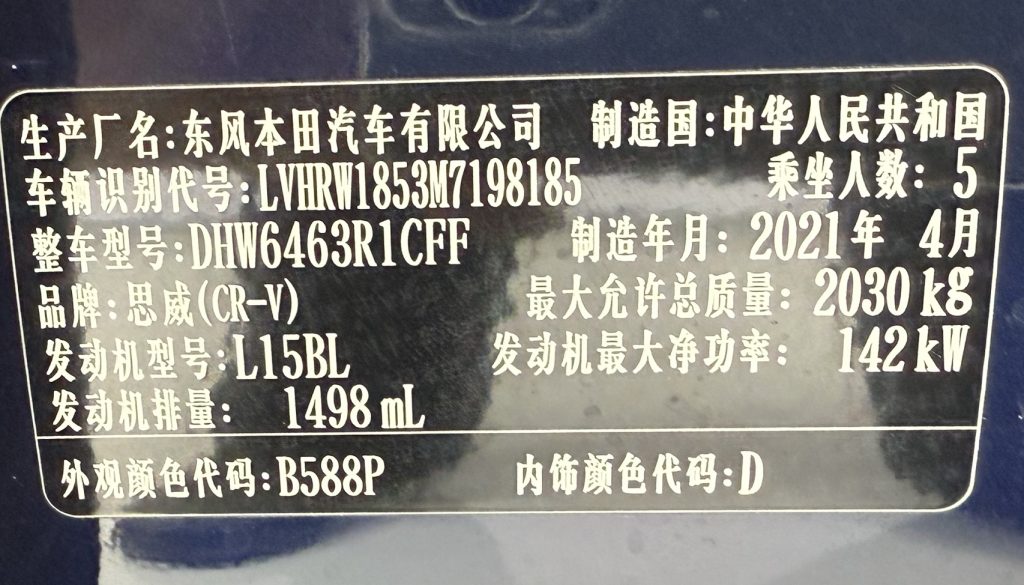 生产厂名:东风本田汽车有限公司 制造国:中华人民共和国
车辆识别代号:LVHRW1853M7198185 乘坐人数: 5
整车型号:DHW6463R1CFF 制造年月: 2021年 4月
品牌:思威(CR-V) 最大允许总质量: 2030 kg
发动机型号:L15BL 发动机最大净功率: 142 kW
发动机排量: 1498 mL
外观颜色代码:B588P 内饰颜色代码:D